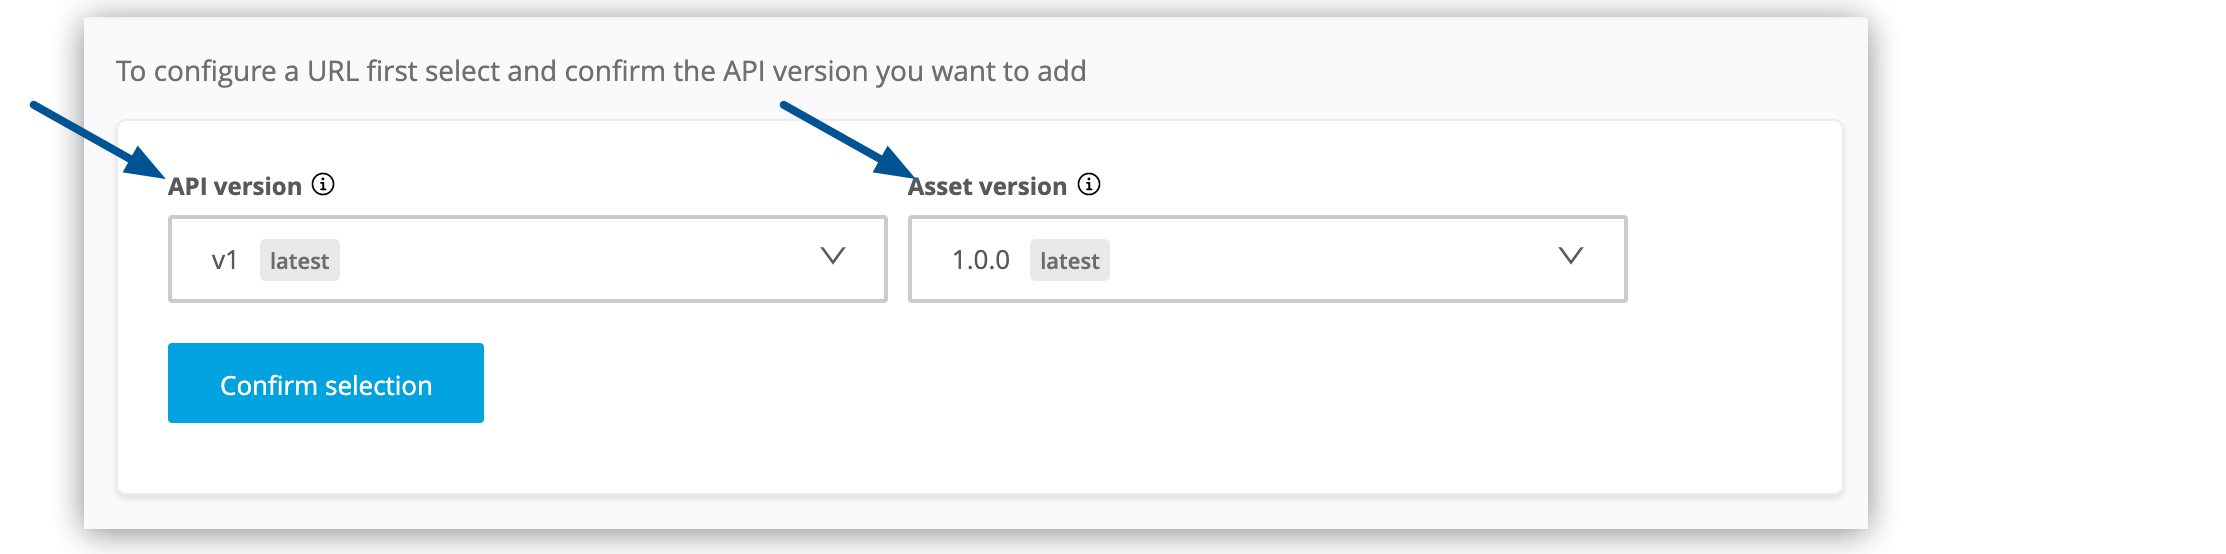 To configure a URL first select and confirm the API version you want to add
API version Asset version
v1 latest 1.0.0 latest
Confirm selection